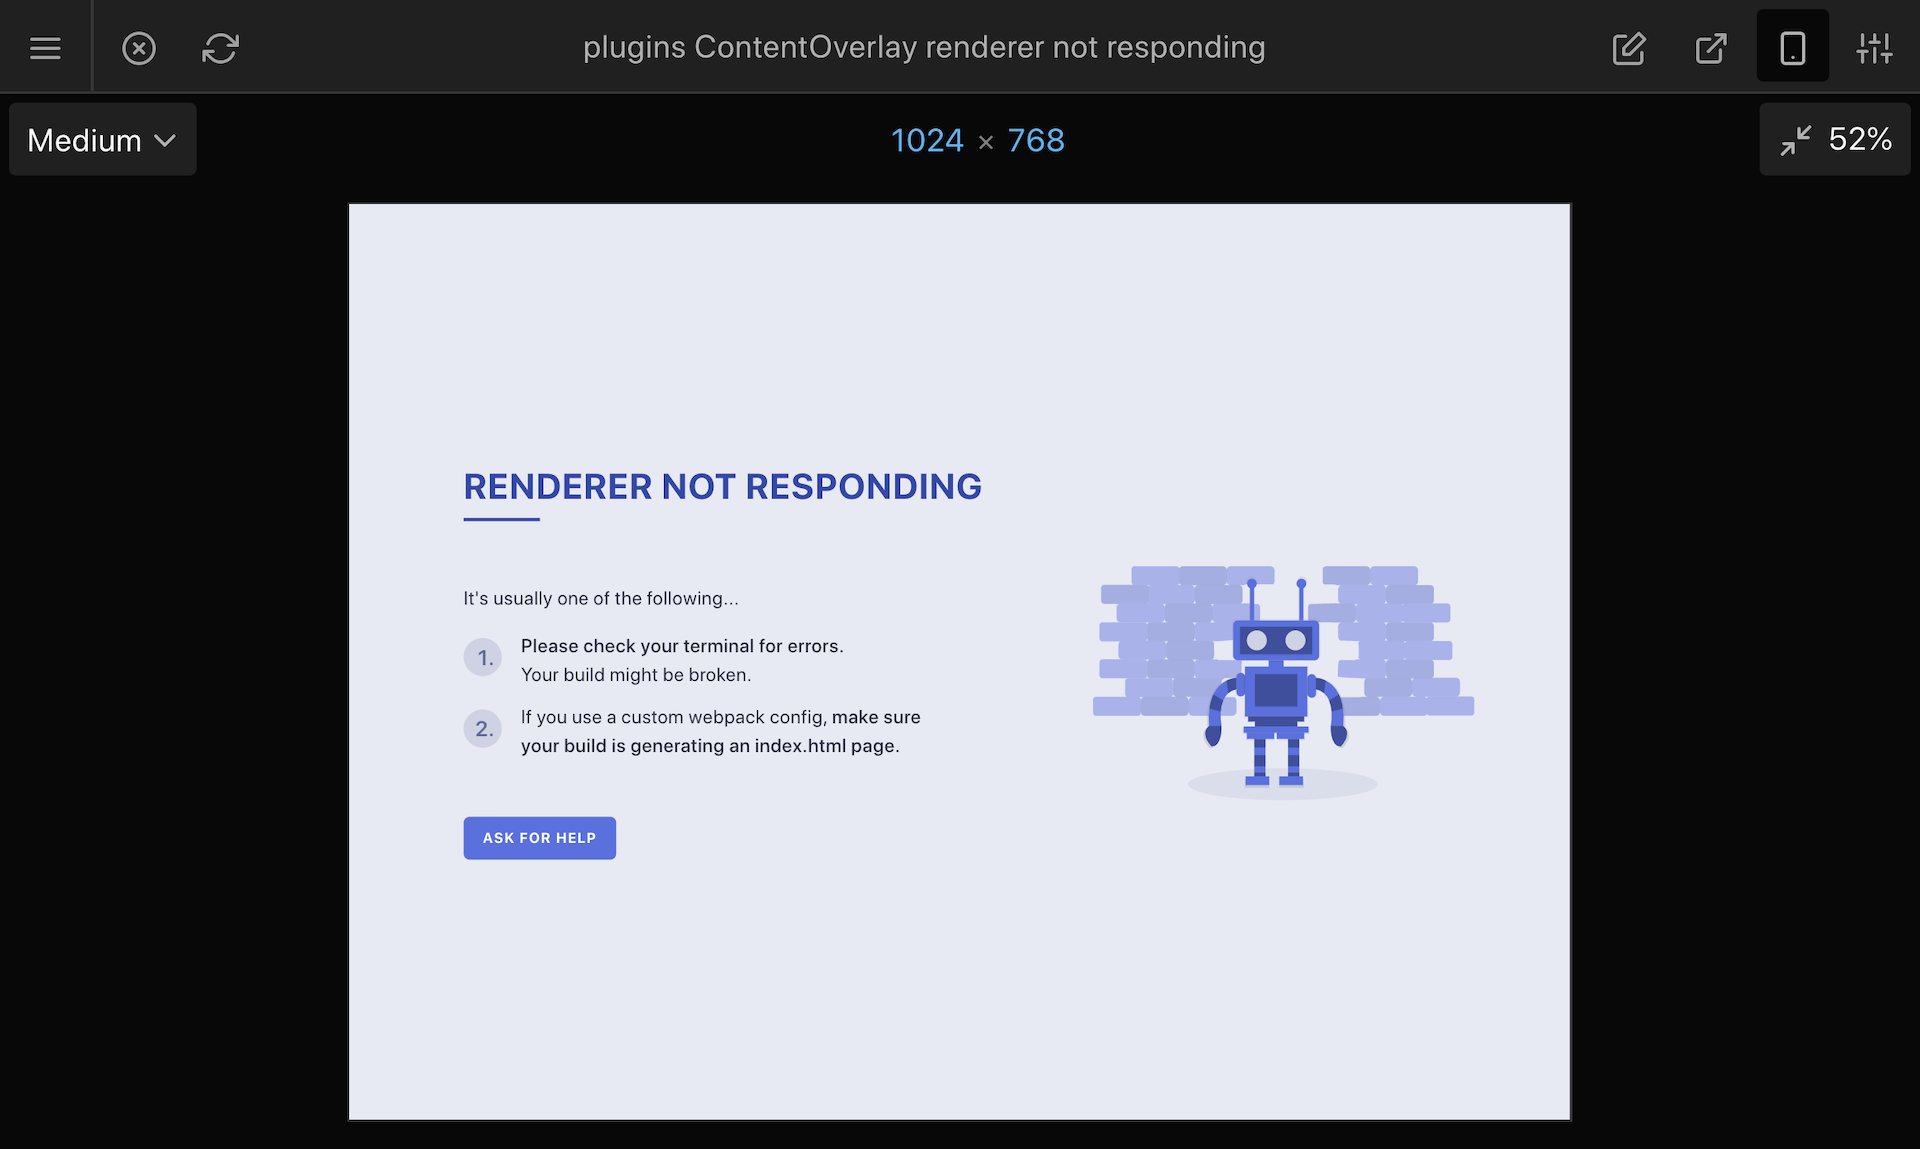 plugins ContentOverlay renderer not responding
Medium
1024 × 768
52%
RENDERER NOT RESPONDING
It's usually one of the following...
1. Please check your terminal for errors.
Your build might be broken.
2. If you use a custom webpack config, make sure
your build is generating an index.html page.
ASK FOR HELP